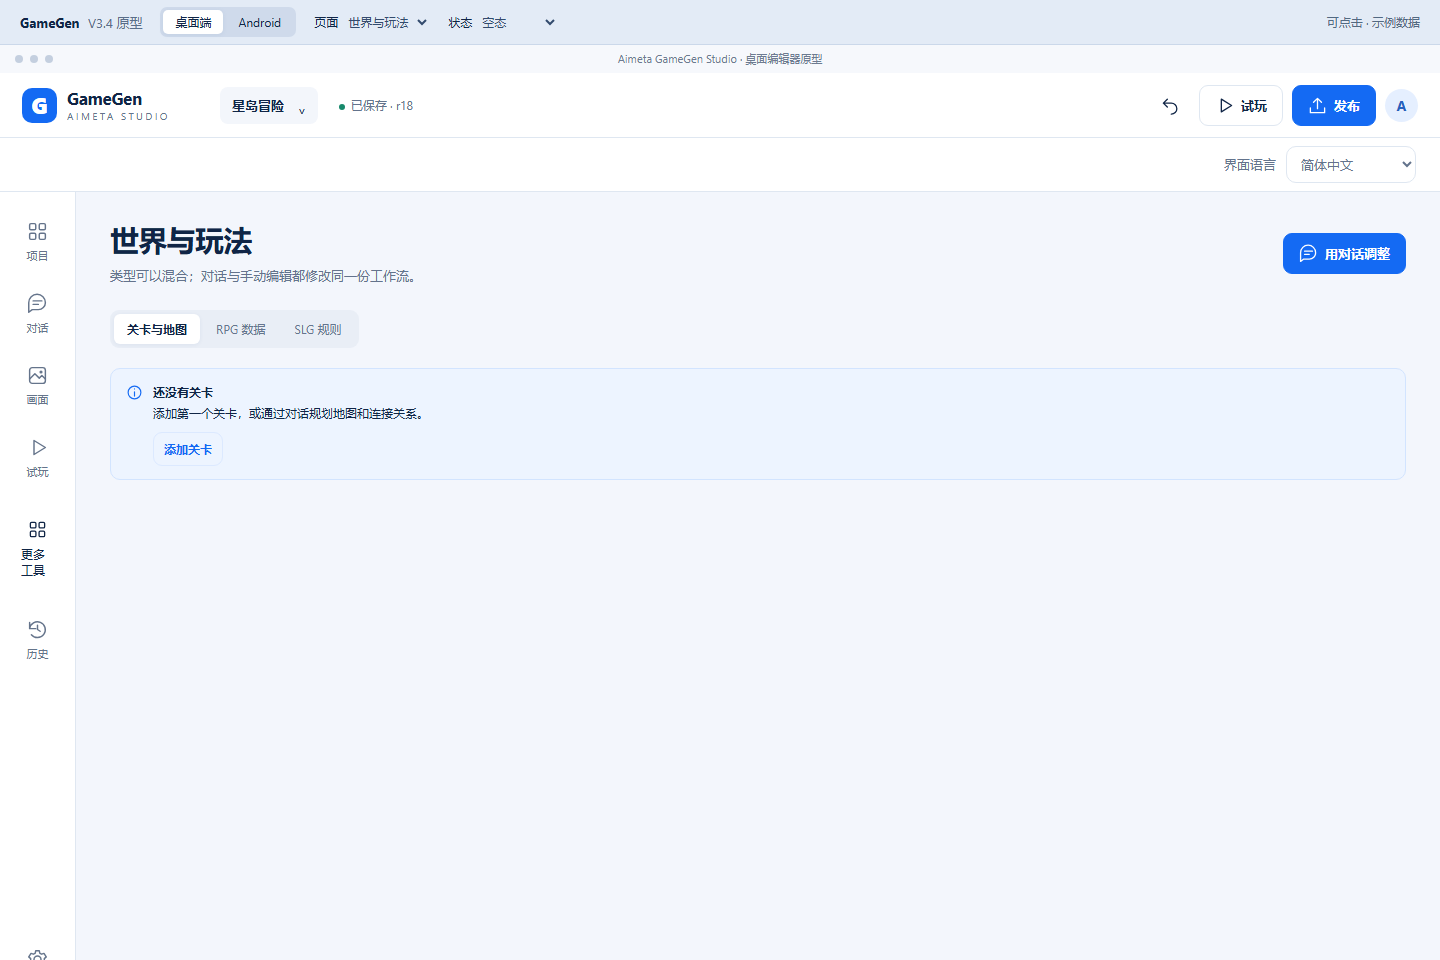 GameGen V3.4 原型 桌面端 Android 页面 世界与玩法 状态 空态 可点击 · 示例数据
Aimeta GameGen Studio · 桌面编辑器原型
G GameGen 星岛冒险 已保存 · r18 试玩 发布 A
AIMETA STUDIO
界面语言 简体中文
项目
对话
画面
试玩
更多
工具
历史
世界与玩法
类型可以混合；对话与手动编辑都修改同一份工作流。
用对话调整
关卡与地图 RPG 数据 SLG 规则
还没有关卡
添加第一个关卡，或通过对话规划地图和连接关系。
添加关卡